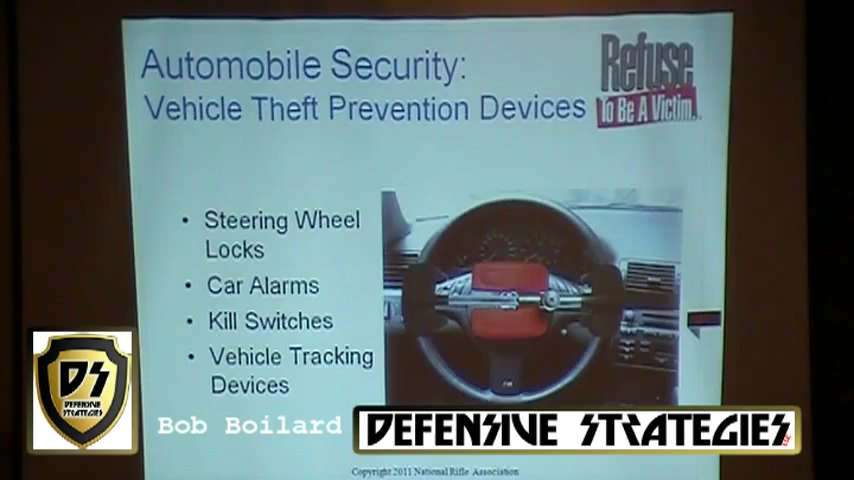 Automobile Security:
Vehicle Theft Prevention Devices
Refuse
To Be A Victim
• Steering Wheel
Locks
• Car Alarms
• Kill Switches
• Vehicle Tracking
Devices
DS
DEFENSIVE
STRATEGIES
Bob Boilard
DEFENSIVE STRATEGIES
Copyright 2011 National Rifle Association